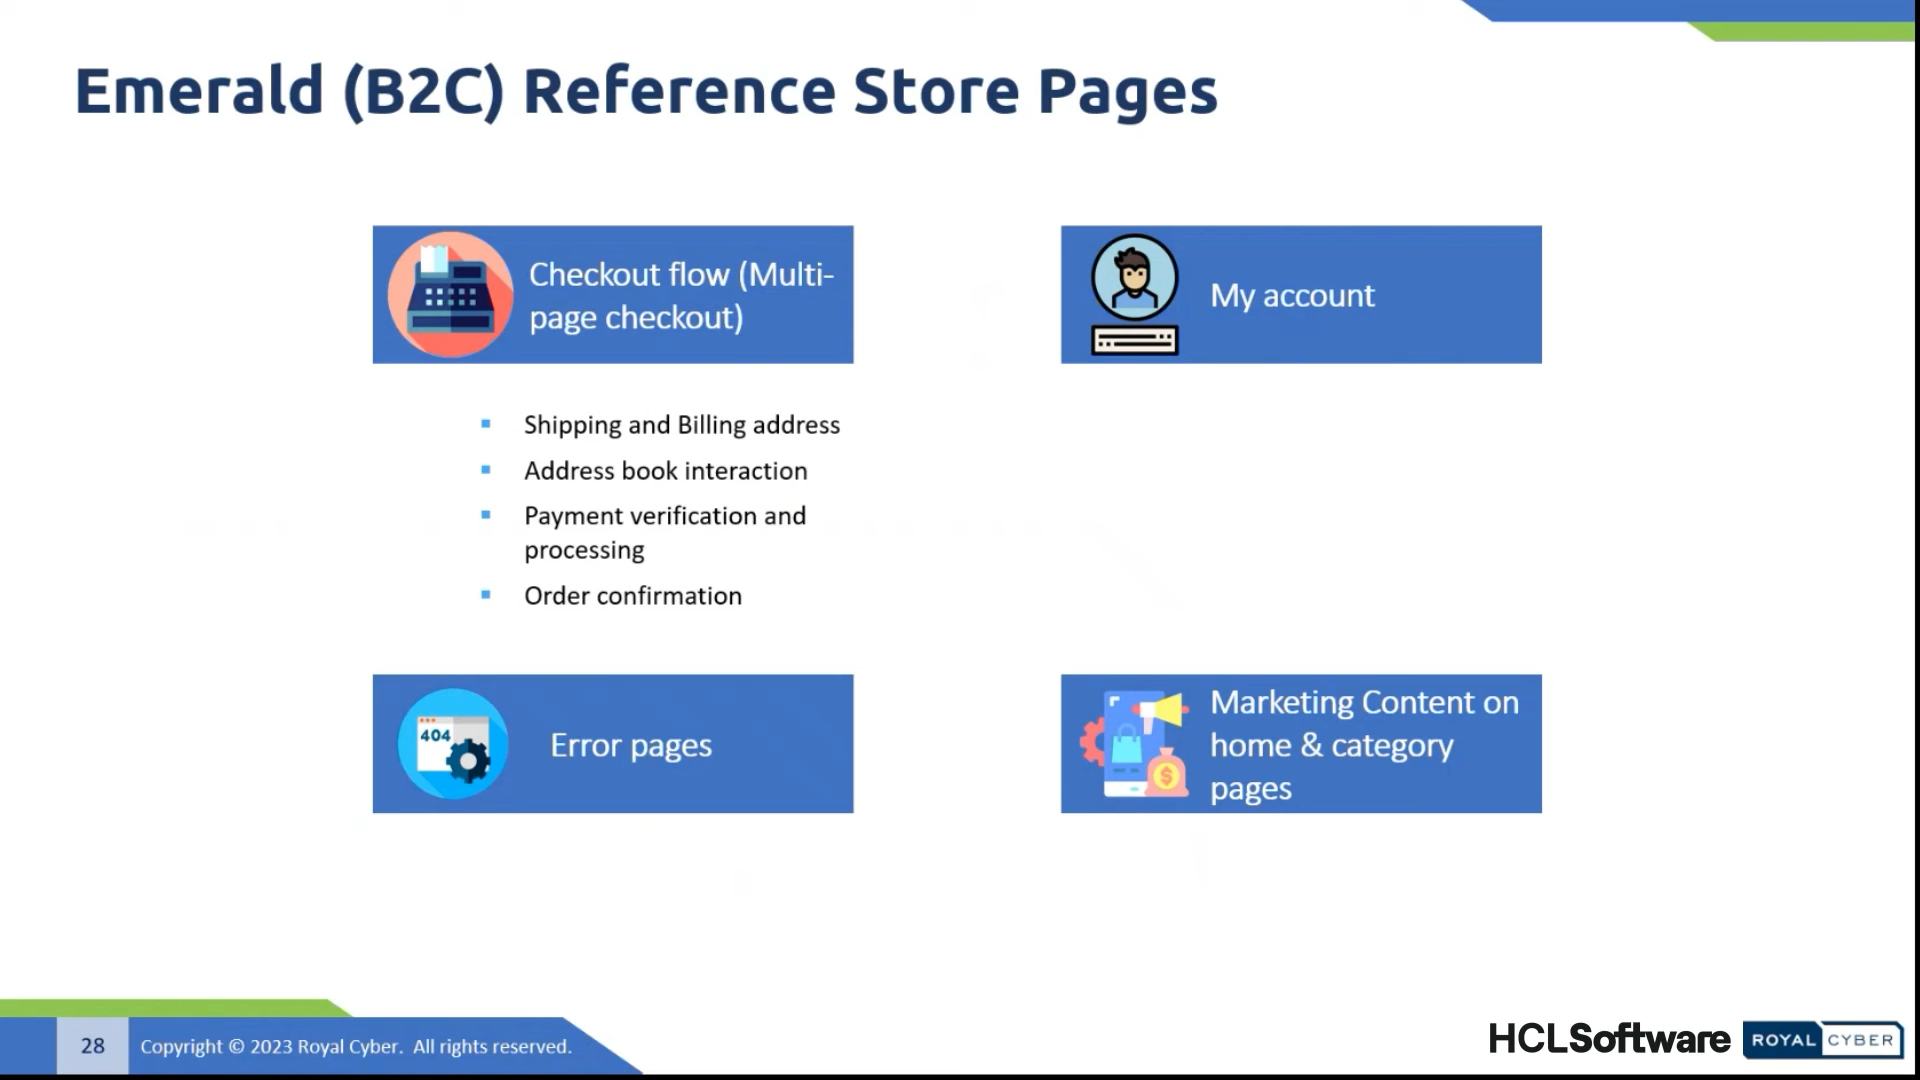 Emerald (B2C) Reference Store Pages
Checkout flow (Multi-
page checkout)
My account
Shipping and Billing address
Address book interaction
Payment verification and
processing
Order confirmation
404
Error pages
$
Marketing Content on
home & category
pages
28
Copyright © 2023 Royal Cyber. All rights reserved.
HCLSoftware
ROYAL CYBER